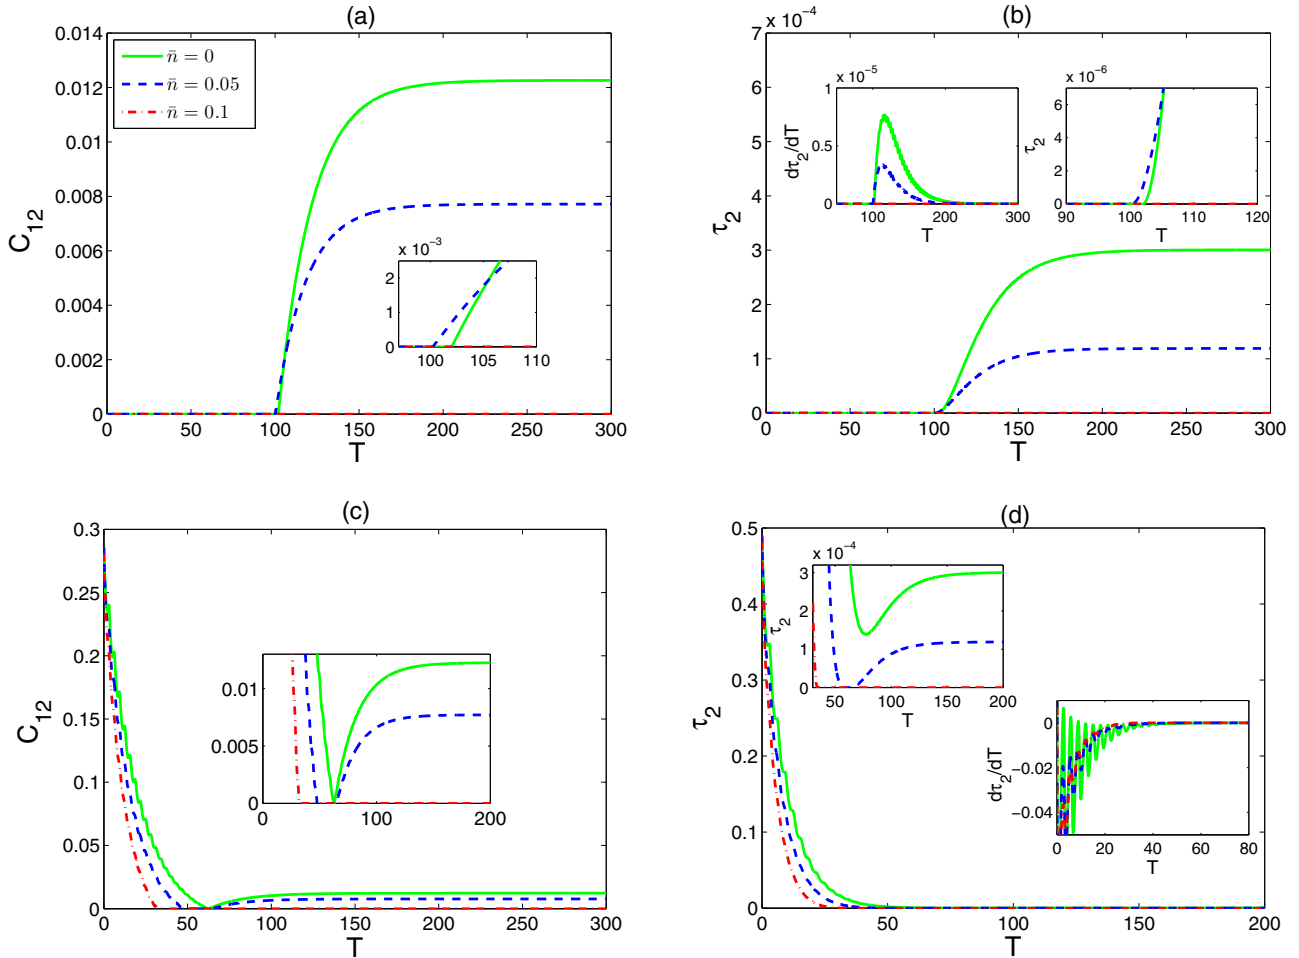 (a)
0.014
0.012
0.01
0.008
0.006
0.004
0.002
0
C12
n̄ = 0
n̄ = 0.05
n̄ = 0.1
x 10^-3
2
1
0
100 105 110
0 50 100 150 200 250 300
T
(b)
x 10^-4
7
6
5
4
3
2
1
0
τ2
x 10^-5
1
0.5
0
dτ2/dT
100 200 300
T
x 10^-6
6
4
2
0
τ2
90 100 110 120
T
0 50 100 150 200 250 300
T
(c)
0.3
0.25
0.2
0.15
0.1
0.05
0
C12
0.01
0.005
0
0 100 200
0 50 100 150 200 250 300
T
(d)
0.5
0.4
0.3
0.2
0.1
0
τ2
x 10^-4
3
2
1
0
τ2
50 100 150 200
T
0
−0.02
−0.04
dτ2/dT
0 20 40 60 80
T
0 50 100 150 200
T